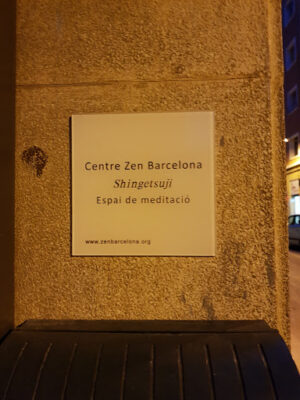 Centre Zen Barcelona
Shingetsuji
Espai de meditació
www.zenbarcelona.org